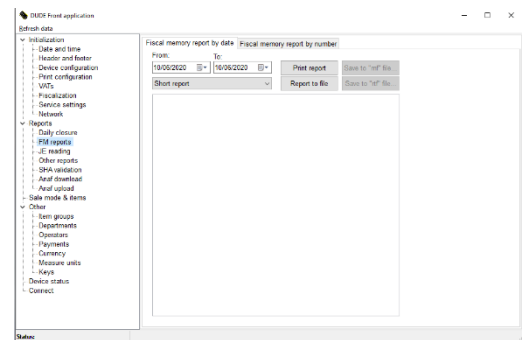 DUDE Front application
Refresh data
Initialization
Date and time
Header and footer
Device configuration
Print configuration
VATs
Fiscalization
Service settings
Network
Reports
Daily closure
FM reports
JE reading
Other reports
SHA validation
Anaf download
Anaf upload
Sale mode & items
Other
Item groups
Departments
Operators
Payments
Currency
Measure units
Keys
Device status
Connect
Fiscal memory report by date Fiscal memory report by number
From: To:
18/06/2020 18/06/2020 Print report Save to "mf" file...
Short report Report to file Save to "rtf" file...
Status: